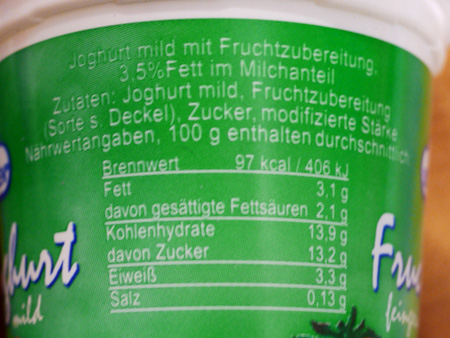 Joghurt mild mit Fruchtzubereitung,
3,5%Fett im Milchanteil
Zutaten: Joghurt mild, Fruchtzubereitung
(Sorte s. Deckel), Zucker, modifizierte Stärke
Nährwertangaben, 100 g enthalten durchschnittlich
Brennwert 97 kcal / 406 kJ
Fett 3,1 g
davon gesättigte Fettsäuren 2,1 g
Kohlenhydrate 13,9 g
davon Zucker 13,2 g
Eiweiß 3,3 g
Salz 0,13 g
ghurt
mild
Fru